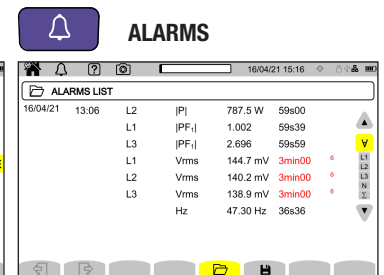 ALARMS
16/04/21 15:16
ALARMS LIST
16/04/21 13:06 L2 |P| 787.5 W 59s00
L1 |PF₁| 1.002 59s39
L3 |PF₁| 2.696 59s59
L1 Vrms 144.7 mV 3min00 6
L2 Vrms 140.2 mV 3min00 6
L3 Vrms 138.9 mV 3min00 6
Hz 47.30 Hz 36s36
∀
L1
L2
L3
N
Σ